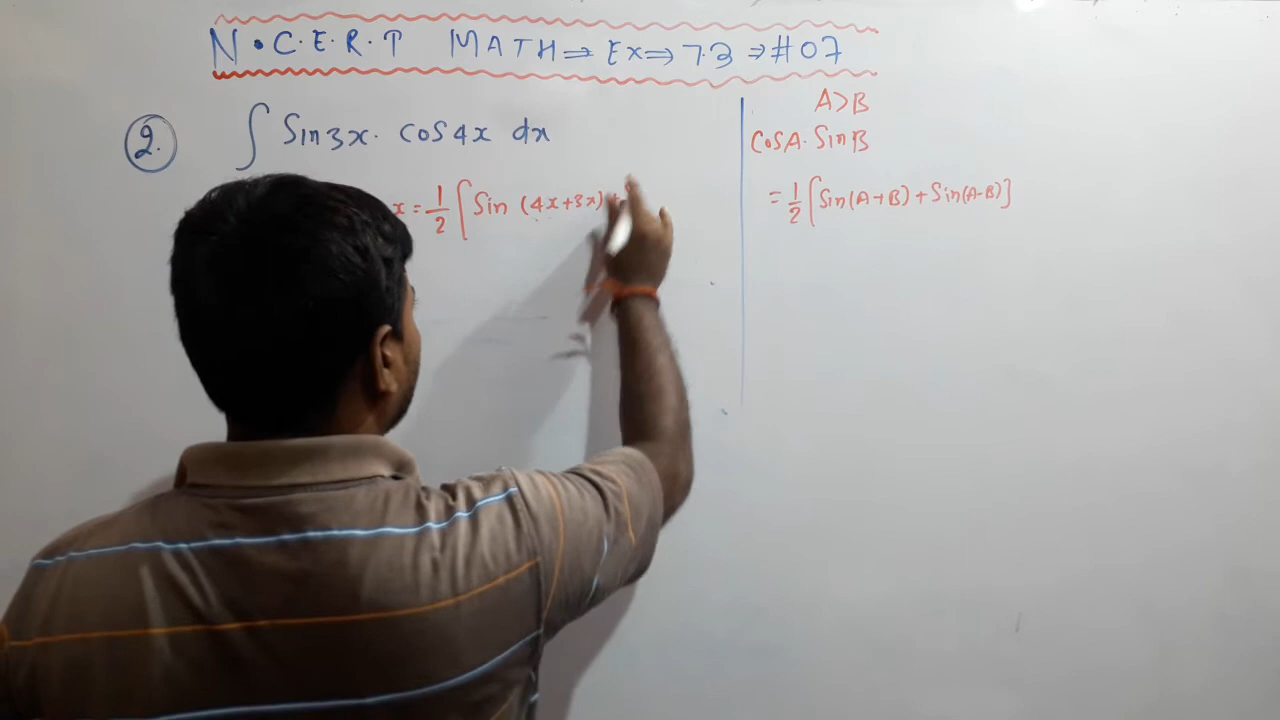 N.C.E.R.T MATH ⇒ Ex ⇒ 7.3 ⇒ #07
2. ∫ Sin3x. cos4x dx
x = 1/2 [Sin (4x+3x) +
A>B
cosA. SinB
= 1/2 [Sin(A+B) + Sin(A-B)]